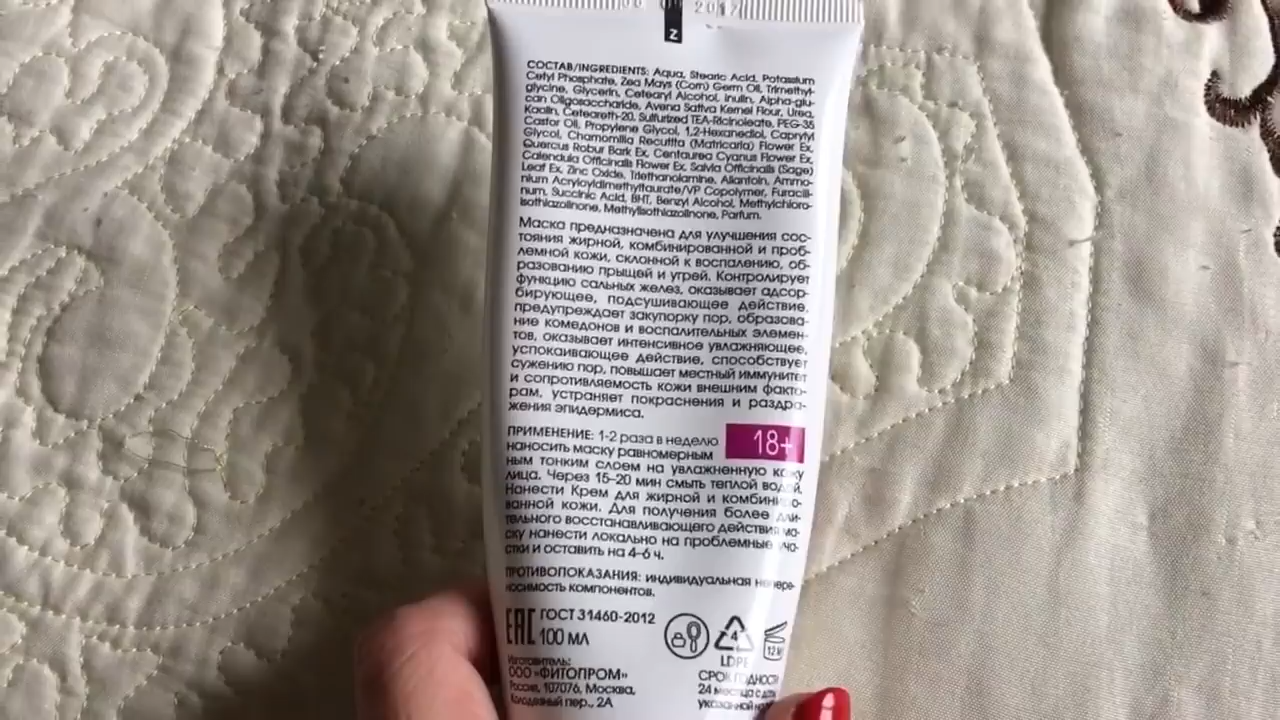 2017
Z
СОСТАВ/INGREDIENTS: Aqua, Stearic Acid, Potassium
Cetyl Phosphate, Zea Mays (Corn) Germ Oil, Trimethyl-
glycine, Glycerin, Cetearyl Alcohol, Inulin, Alpha-glu-
can Oligosaccharide, Avena Sativa Kernel Flour, Urea,
Kaolin, Ceteareth-20, Sulfurized TEA-Ricinoleate, PEG-35
Castor Oil, Propylene Glycol, 1,2-Hexanediol, Caprylyl
Glycol, Chamomilla Recutita (Matricaria) Flower Ex,
Quercus Robur Bark Ex, Centaurea Cyanus Flower Ex,
Calendula Officinalis Flower Ex, Salvia Officinalis (Sage)
Leaf Ex, Zinc Oxide, Triethanolamine, Allantoin, Ammo-
nium Acryloyldimethyltaurate/VP Copolymer, Furacili-
num, Succinic Acid, BHT, Benzyl Alcohol, Methylchloro-
isothiazolinone, Methylisothiazolinone, Parfum.
Маска предназначена для улучшения сос-
тояния жирной, комбинированной и проб-
лемной кожи, склонной к воспалению, об-
разованию прыщей и угрей. Контролирует
функцию сальных желез, оказывает адсор-
бирующее, подсушивающее действие,
предупреждает закупорку пор, образова-
ние комедонов и воспалительных элемен-
тов, оказывает интенсивное увлажняющее,
успокаивающее действие, способствует
сужению пор, повышает местный иммунитет
и сопротивляемость кожи внешним факто-
рам, устраняет покраснения и раздра-
жения эпидермиса.
ПРИМЕНЕНИЕ: 1-2 раза в неделю
наносить маску равномерным
18+
ным тонким слоем на увлажненную кожу
лица. Через 15-20 мин смыть теплой водой.
Нанести Крем для жирной и комбиниро-
ванной кожи. Для получения более дли-
тельного восстанавливающего действия ма-
ску нанести локально на проблемные уча-
стки и оставить на 4-6 ч.
ПРОТИВОПОКАЗАНИЯ: индивидуальная непере-
носимость компонентов.
EAC ГОСТ 31460-2012
100 МЛ
4
LDPE
12 M
Изготовитель:
ООО «ФИТОПРОМ»
Россия, 107076, Москва,
Колодезный пер., 2А
СРОК ГОДНОСТИ
24 месяца с даты,
указанной на